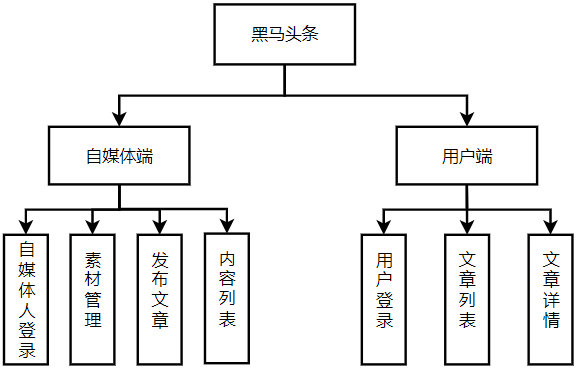 黑马头条
自媒体端
用户端
自媒体人登录
素材管理
发布文章
内容列表
用户登录
文章列表
文章详情